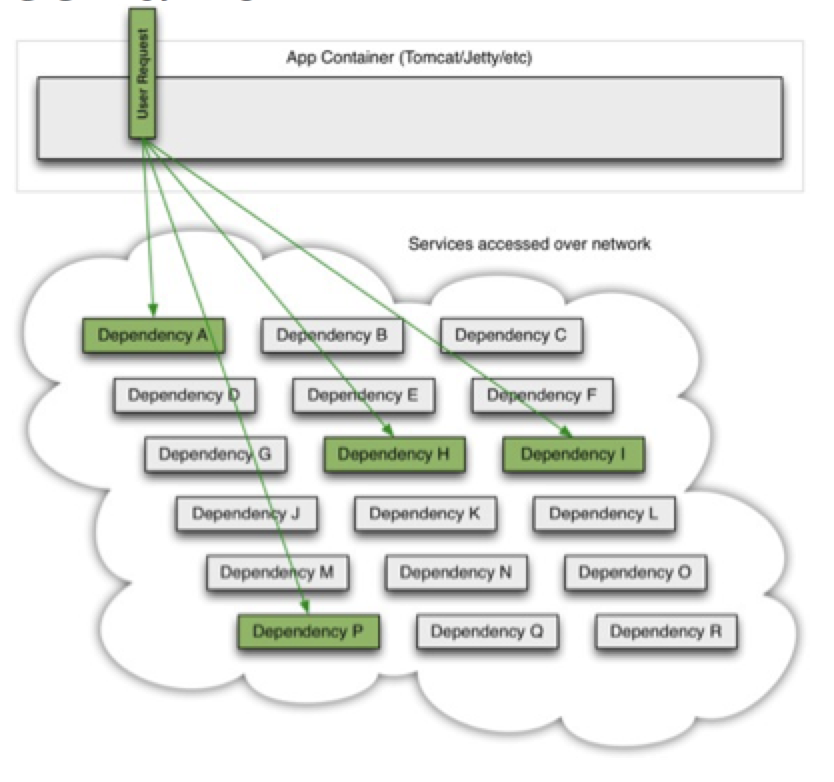 User Request
App Container (Tomcat/Jetty/etc)
Services accessed over network
Dependency A
Dependency B
Dependency C
Dependency D
Dependency E
Dependency F
Dependency G
Dependency H
Dependency I
Dependency J
Dependency K
Dependency L
Dependency M
Dependency N
Dependency O
Dependency P
Dependency Q
Dependency R